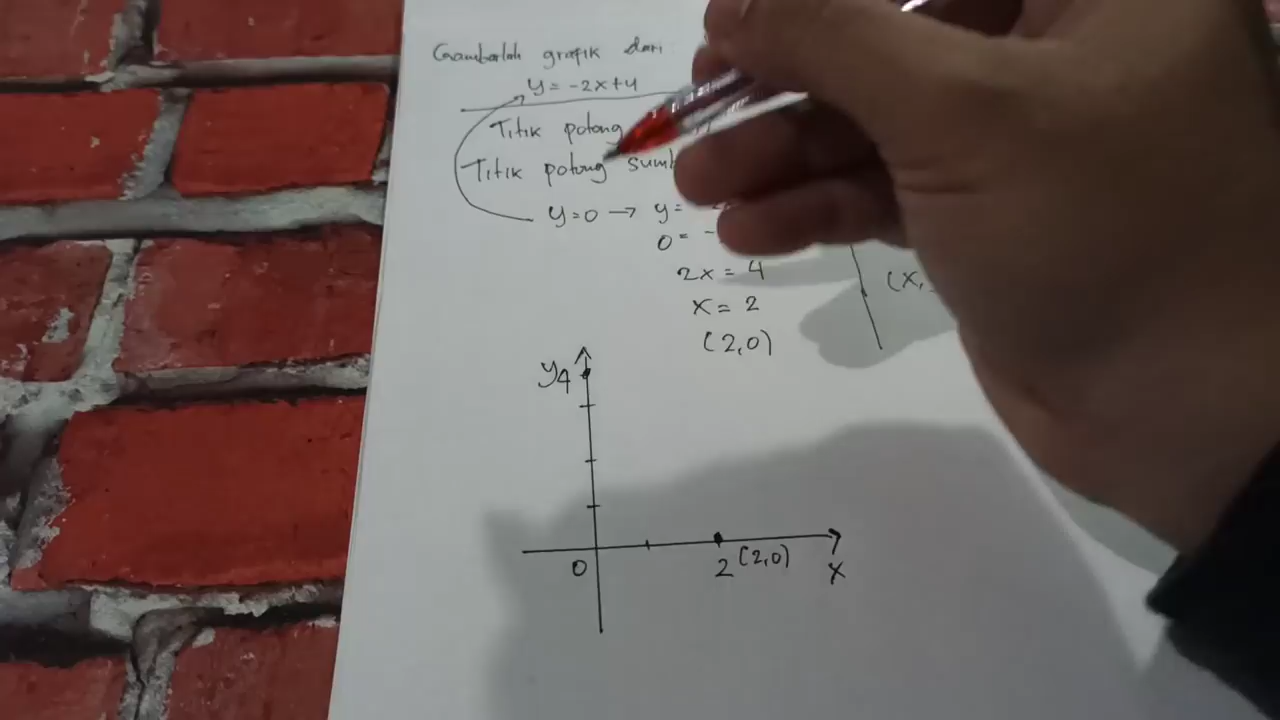 Gambarlah grafik dari
y = -2x+4
Titik potong
Titik potong
y=0 → y=
0 = -
2x = 4
x = 2
(2,0)
(x,
y
4
0
2 (2,0)
x